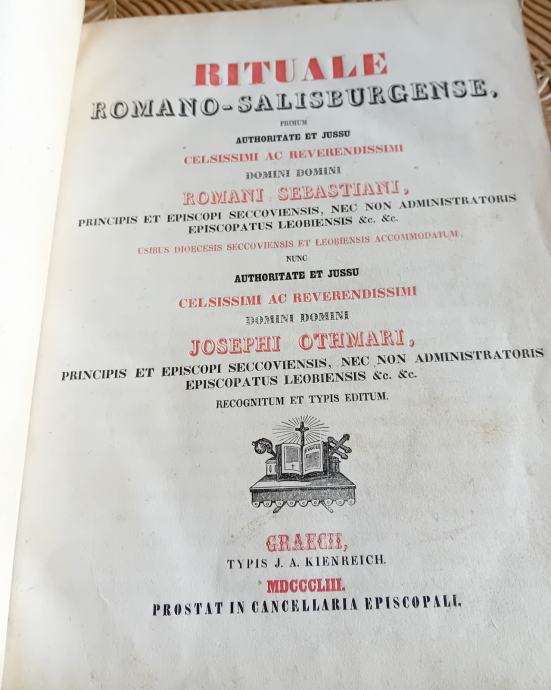 RITUALE
ROMANO-SALISBURGENSE,
PRIMUM
AUTHORITATE ET JUSSU
CELSISSIMI AC REVERENDISSIMI
DOMINI DOMINI
ROMANI SEBASTIANI,
PRINCIPIS ET EPISCOPI SECCOVIENSIS, NEC NON ADMINISTRATORIS
EPISCOPATUS LEOBIENSIS &c. &c.
USIBUS DIOECESIS SECCOVIENSIS ET LEOBIENSIS ACCOMMODATUM,
NUNC
AUTHORITATE ET JUSSU
CELSISSIMI AC REVERENDISSIMI
DOMINI DOMINI
JOSEPHI OTHMARI,
PRINCIPIS ET EPISCOPI SECCOVIENSIS, NEC NON ADMINISTRATORIS
EPISCOPATUS LEOBIENSIS &c. &c.
RECOGNITUM ET TYPIS EDITUM.
GRAECII,
TYPIS J. A. KIENREICH.
MDCCCLIII.
PROSTAT IN CANCELLARIA EPISCOPALI.